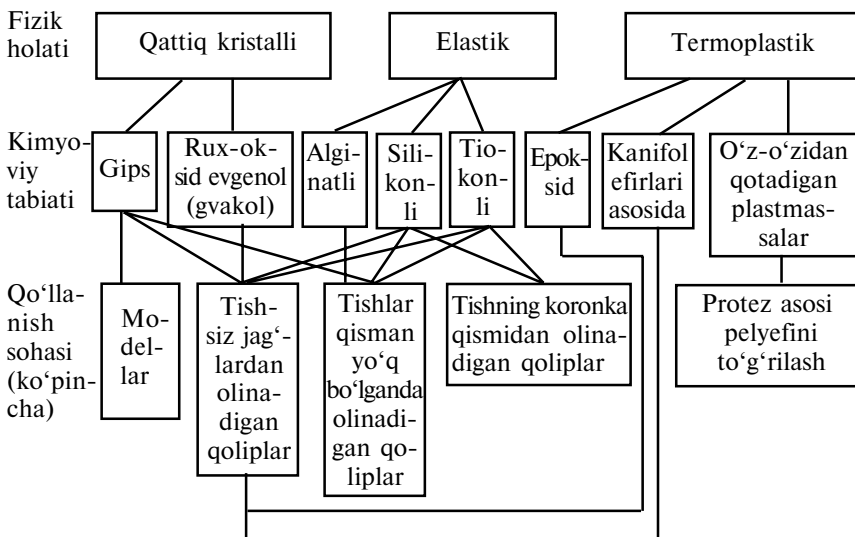 Fizik
holati
Qattiq kristalli
Elastik
Termoplastik
Kimyo-
viy
tabiati
Gips
Rux-ok-
sid evgenol
(gvakol)
Algi-
natli
Sili-
kon-
li
Tio-
kon-
li
Epok-
sid
Kanifol
efirlari
asosida
O‘z-o‘zidan
qotadigan
plastmas-
salar
Qo‘lla-
nish
sohasi
(ko‘pin-
cha)
Mo-
del-
lar
Tish-
siz jag‘-
lardan
olina-
digan
qoliplar
Tishlar
qisman
yo‘q
bo‘lganda
olinadi-
gan qo-
liplar
Tishning koronka
qismidan olina-
digan qoliplar
Protez asosi
pelyefini
to‘g‘rilash